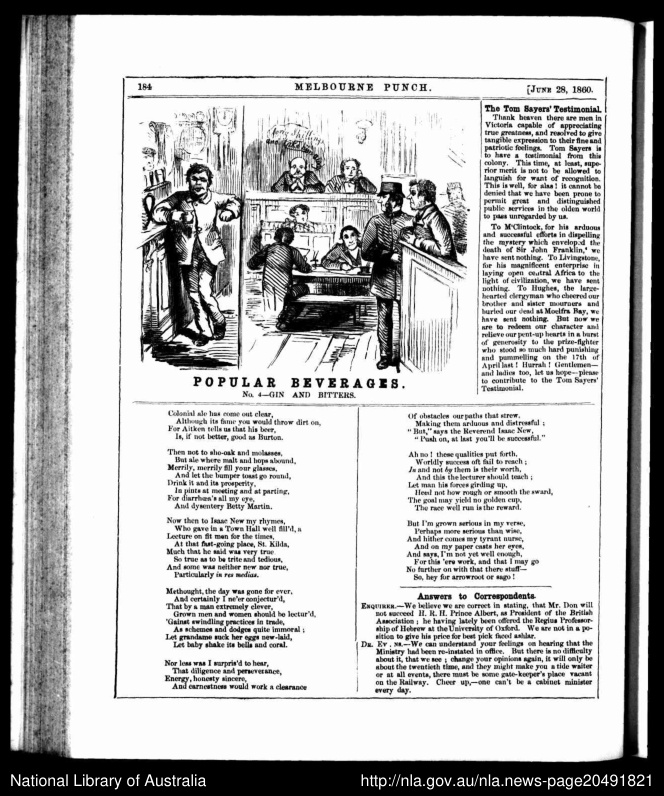 184
MELBOURNE PUNCH.
[JUNE 28, 1860.
POPULAR BEVERAGES.
No. 4—GIN AND BITTERS.
The Tom Sayers' Testimonial.
Thank heaven there are men in
Victoria capable of appreciating
true greatness, and resolved to give
tangible expression to their fine and
patriotic feelings. Tom Sayers is
to have a testimonial from this
colony. This time, at least, supe-
rior merit is not to be allowed to
languish for want of recognition.
This is well, for alas! it cannot be
denied that we have been prone to
permit great and distinguished
public services in the olden world
to pass unregarded by us.
To M'Clintock, for his arduous
and successful efforts in dispelling
the mystery which enveloped the
death of Sir John Franklin, we
have sent nothing. To Livingstone,
for his magnificent enterprise in
laying open central Africa to the
light of civilization, we have sent
nothing. To Hughes, the large-
hearted clergyman who cheered our
brother and sister mourners and
buried our dead at Moelfra Bay, we
have sent nothing. But now we
are to redeem our character and
relieve our pent-up hearts in a burst
of generosity to the prize-fighter
who stood so much hard punishing
and pummelling on the 17th of
April last! Hurrah! Gentlemen—
and ladies too, let us hope—please
to contribute to the Tom Sayers'
Testimonial.
Colonial ale has come out clear,
Although its fame you would throw dirt on,
For Aitken tells us that his beer,
Is, if not better, good as Burton.
Then not to sho-oak and molasses,
But ale where malt and hops abound,
Merrily, merrily fill your glasses,
And let the bumper toast go round,
Drink it and its prosperity,
In pints at meeting and at parting,
For diarrhœa's all my eye,
And dysentery Betty Martin.
Now then to Isaac New my rhymes,
Who gave in a Town Hall well fill'd, a
Lecture on fit men for the times,
At that fast-going place, St. Kilda,
Much that he said was very true
So true as to be trite and tedious,
And some was neither new nor true,
Particularly in res medias.
Methought, the day was gone for ever,
And certainly I ne'er conjectur'd,
That by a man extremely clever,
Grown men and women should be lectur'd,
'Gainst swindling practices in trade,
As schemes and dodges quite immoral;
Let grandame suck her eggs new-laid,
Let baby shake its bells and coral.
Nor less was I surpris'd to hear,
That diligence and perseverance,
Energy, honesty sincere,
And earnestness would work a clearance
Of obstacles our paths that strew,
Making them arduous and distressful;
"But," says the Reverend Isaac New,
"Push on, at last you'll be successful."
Ah no! these qualities put forth,
Worldly success oft fail to reach;
In and not by them is their worth,
And this the lecturer should teach;
Let man his forces girding up,
Heed not how rough or smooth the sward,
The goal may yield no golden cup,
The race well run is the reward.
But I'm grown serious in my verse,
Perhaps more serious than wise,
And hither comes my tyrant nurse,
And on my paper casts her eyes,
And says, I'm not yet well enough,
For this 'ere work, and that I may go
No further on with that there stuff—
So, hey for arrowroot or sago!
Answers to Correspondents.
ENQUIRER.—We believe we are correct in stating, that Mr. Don will
not succeed H. R. H. Prince Albert, as President of the British
Association; he having lately been offered the Regius Professor-
ship of Hebrew at the University of Oxford. We are not in a po-
sition to give his price for best pick faced ashlar.
DR. EV . NS.—We can understand your feelings on hearing that the
Ministry had been re-instated in office. But there is no difficulty
about it, that we see; change your opinions again, it will only be
about the twentieth time, and they might make you a tide waiter
or at all events, there must be some gate-keeper's place vacant
on the Railway. Cheer up,—one can't be a cabinet minister
every day.
National Library of Australia
http://nla.gov.au/nla.news-page20491821